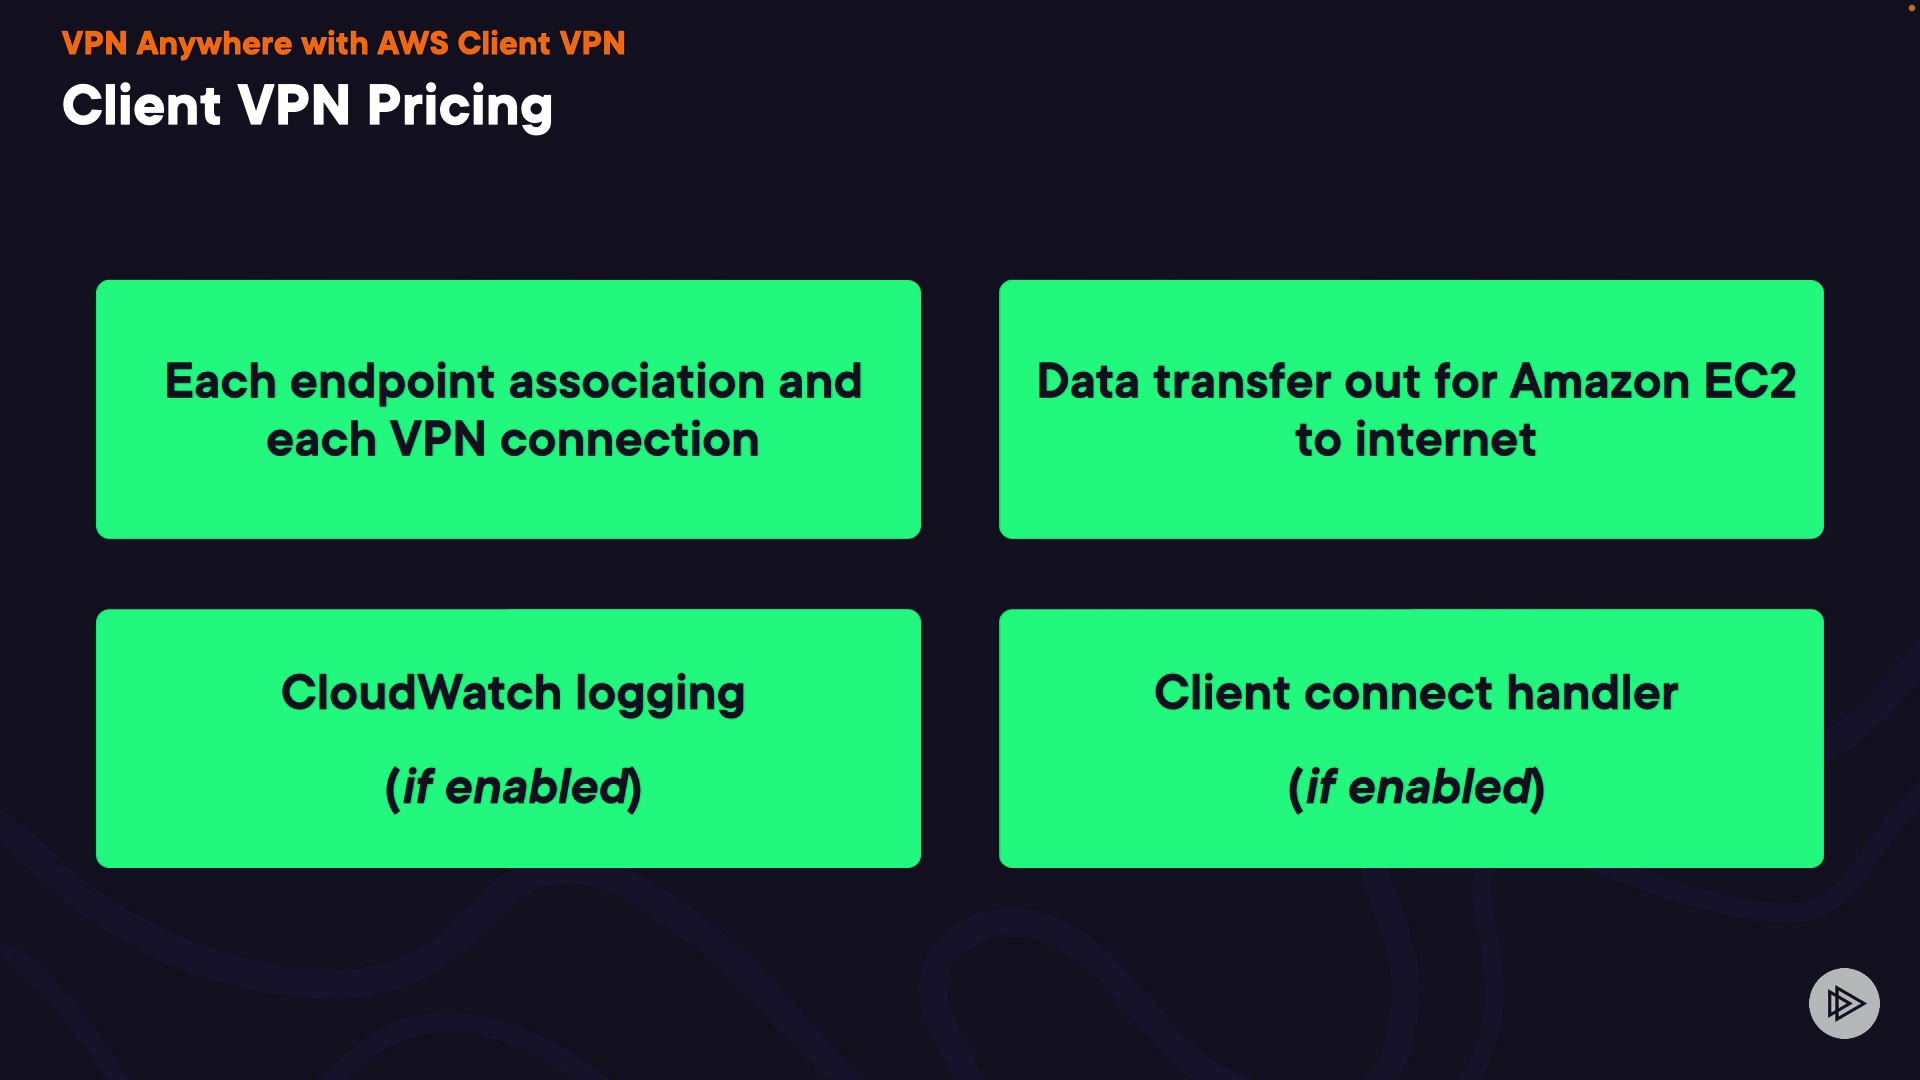 VPN Anywhere with AWS Client VPN
Client VPN Pricing
Each endpoint association and
each VPN connection
Data transfer out for Amazon EC2
to internet
CloudWatch logging
(if enabled)
Client connect handler
(if enabled)